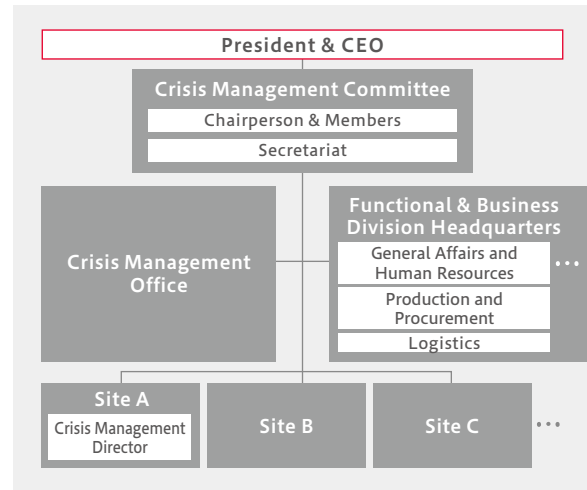 President & CEO
Crisis Management Committee
Chairperson & Members
Secretariat
Crisis Management
Office
Functional & Business
Division Headquarters
General Affairs and
Human Resources
Production and
Procurement
Logistics
...
Site A
Crisis Management
Director
Site B
Site C
...